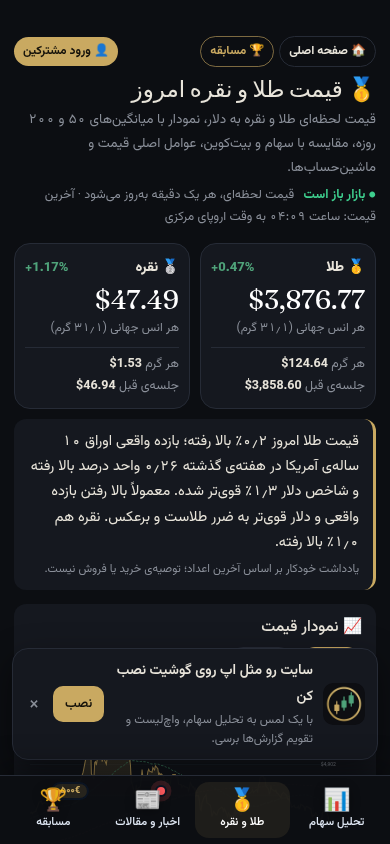 🏠 صفحه اصلی
🏆 مسابقه
👤 ورود مشترکین
🥇 قیمت طلا و نقره امروز
قیمت لحظه‌ای طلا و نقره به دلار، نمودار با میانگین‌های ۵۰ و ۲۰۰
روزه، مقایسه با سهام و بیت‌کوین، عوامل اصلی قیمت و
ماشین‌حساب‌ها.
● بازار باز است قیمت لحظه‌ای، هر یک دقیقه به‌روز می‌شود · آخرین
قیمت: ساعت ۰۴:۰۹ به وقت اروپای مرکزی
🥇 طلا
+0.47%
$3,876.77
هر انس جهانی (۳۱٫۱ گرم)
هر گرم $124.64
جلسه‌ی قبل $3,858.60
🥈 نقره
+1.17%
$47.49
هر انس جهانی (۳۱٫۱ گرم)
هر گرم $1.53
جلسه‌ی قبل $46.94
قیمت طلا امروز ۰٫۲٪ بالا رفته؛ بازده واقعی اوراق ۱۰
ساله‌ی آمریکا در هفته‌ی گذشته ۰٫۲۶ واحد درصد بالا رفته
و شاخص دلار ۱٫۳٪ قوی‌تر شده. معمولاً بالا رفتن بازده
واقعی و دلار قوی‌تر به ضرر طلاست و برعکس. نقره هم
۱٫۰٪ بالا رفته.
یادداشت خودکار بر اساس آخرین اعداد؛ توصیه‌ی خرید یا فروش نیست.
📈 نمودار قیمت
سایت رو مثل اپ روی گوشیت نصب
کن
با یک لمس به تحلیل سهام، واچ‌لیست و
تقویم گزارش‌ها برسی.
نصب
×
تحلیل سهام
طلا و نقره
اخبار و مقالات
مسابقه